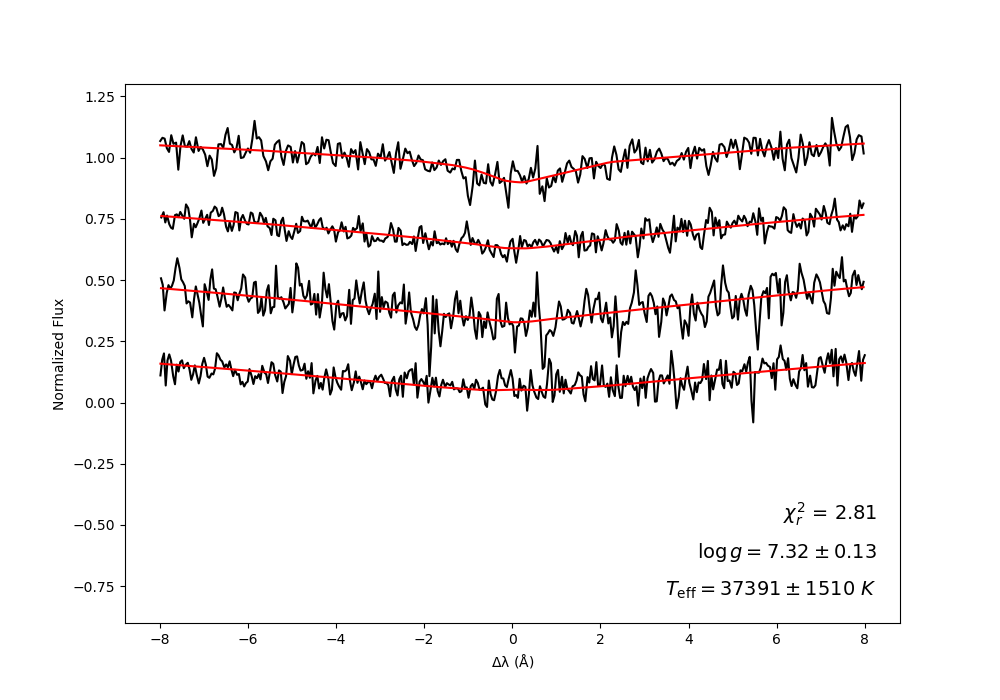 1.25
1.00
0.75
0.50
0.25
0.00
−0.25
−0.50
−0.75
Normalized Flux
χ²ᵣ = 2.81
log g = 7.32 ± 0.13
T_eff = 37391 ± 1510 K
−8 −6 −4 −2 0 2 4 6 8
Δλ (Å)